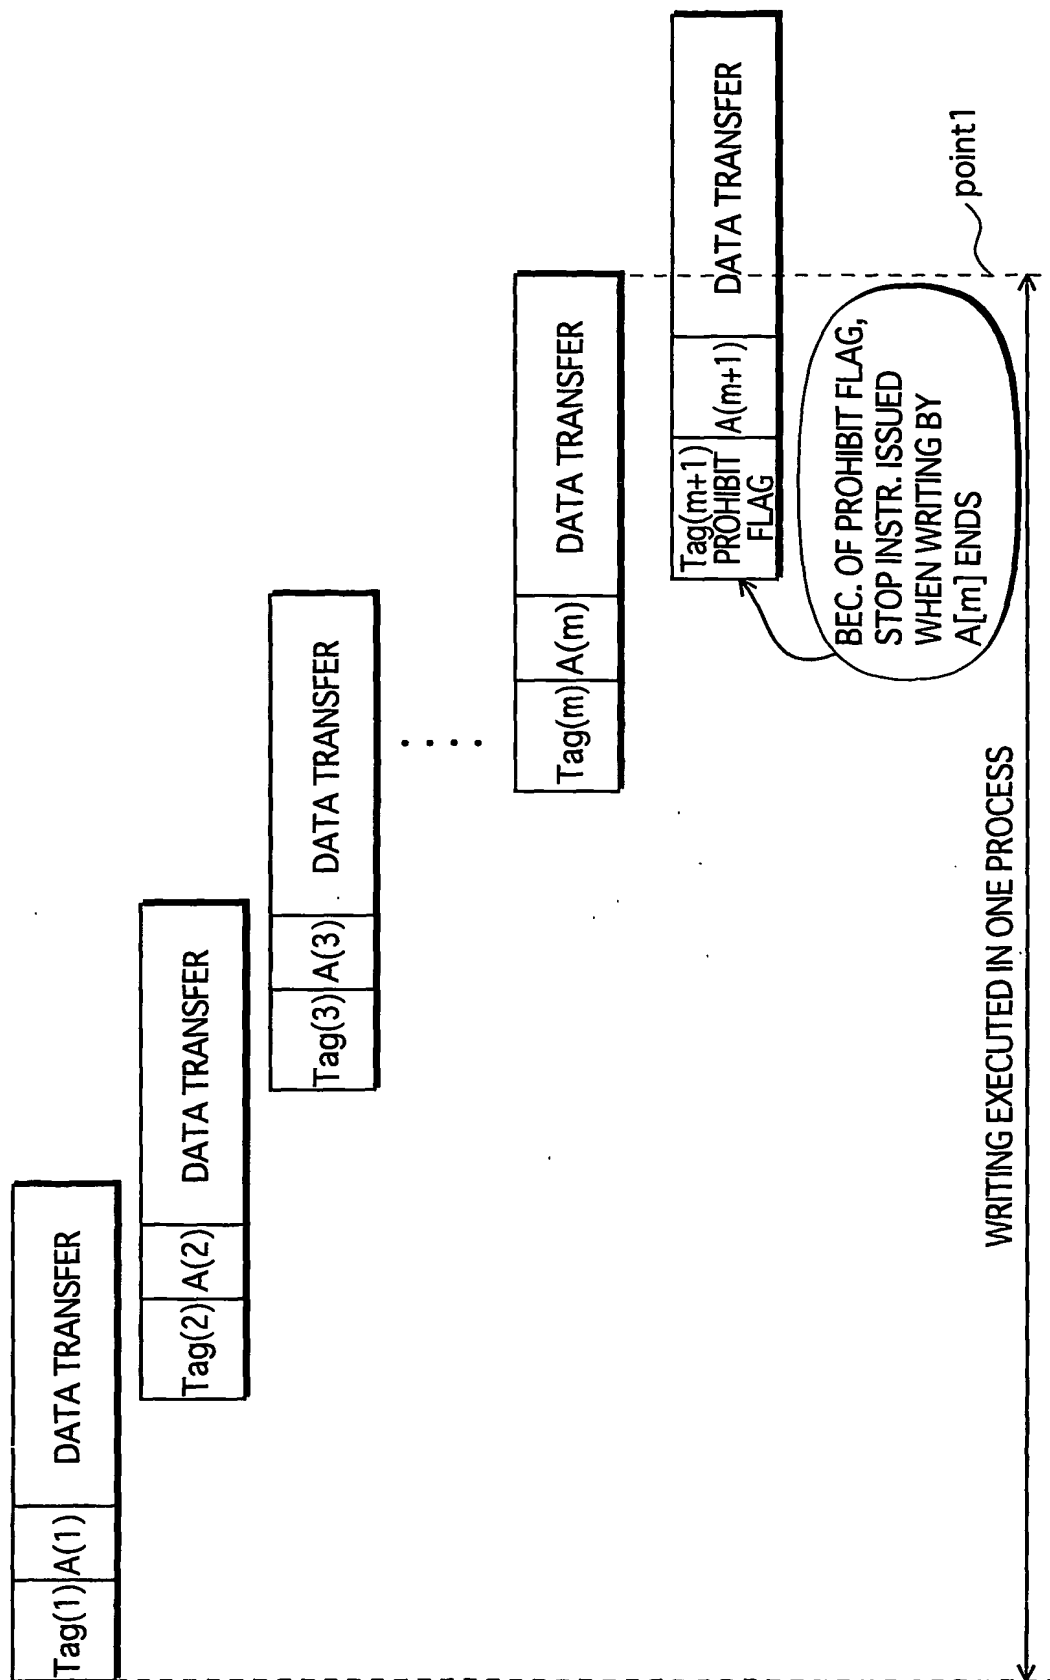 Tag(1) A(1) DATA TRANSFER
Tag(2) A(2) DATA TRANSFER
Tag(3) A(3) DATA TRANSFER
. . . .
Tag(m) A(m) DATA TRANSFER
Tag(m+1)
PROHIBIT
FLAG
A(m+1)
DATA TRANSFER
BEC. OF PROHIBIT FLAG,
STOP INSTR. ISSUED
WHEN WRITING BY
A[m] ENDS
point1
WRITING EXECUTED IN ONE PROCESS